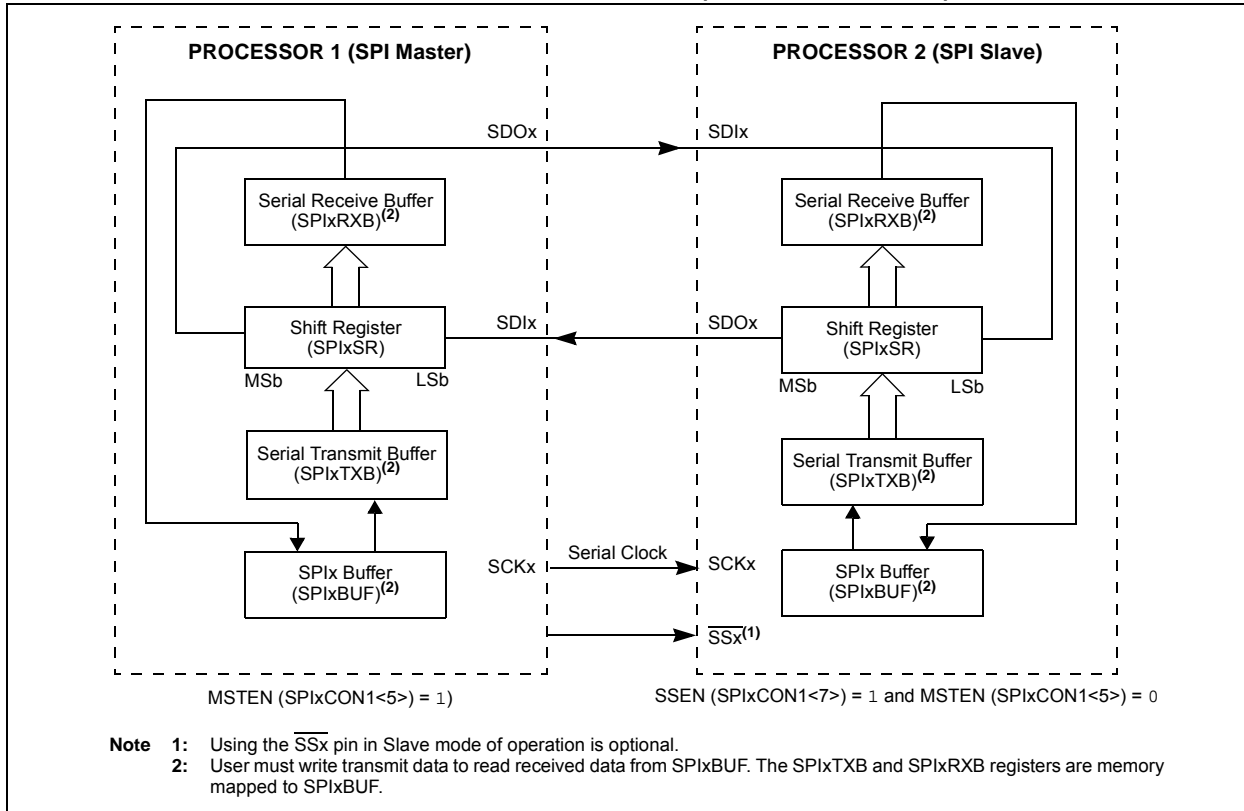 PROCESSOR 1 (SPI Master)
PROCESSOR 2 (SPI Slave)
SDOx
SDIx
Serial Receive Buffer
(SPIxRXB)(2)
Serial Receive Buffer
(SPIxRXB)(2)
Shift Register
(SPIxSR)
SDIx
SDOx
Shift Register
(SPIxSR)
MSb
LSb
MSb
LSb
Serial Transmit Buffer
(SPIxTXB)(2)
Serial Transmit Buffer
(SPIxTXB)(2)
SPIx Buffer
(SPIxBUF)(2)
SCKx
Serial Clock
SCKx
SPIx Buffer
(SPIxBUF)(2)
SSx(1)
MSTEN (SPIxCON1<5>) = 1)
SSEN (SPIxCON1<7>) = 1 and MSTEN (SPIxCON1<5>) = 0
Note 1: Using the SSx pin in Slave mode of operation is optional.
2: User must write transmit data to read received data from SPIxBUF. The SPIxTXB and SPIxRXB registers are memory
mapped to SPIxBUF.